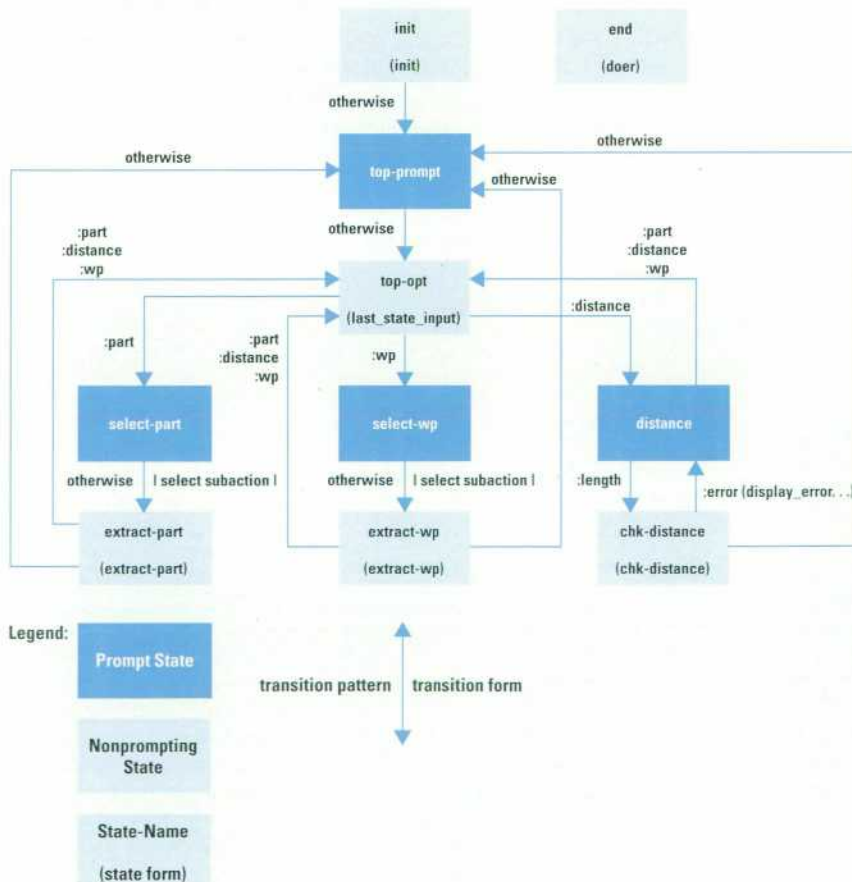 init
(init)
end
(doer)
otherwise
otherwise
otherwise
top-prompt
otherwise
otherwise
:part
:distance
:wp
top-opt
(last_state_input)
:part
:distance
:wp
:distance
:part
:part
:distance
:wp
:wp
select-part
select-wp
distance
otherwise
| select subaction |
otherwise
| select subaction |
:length
:error (display_error. . .)
extract-part
(extract-part)
extract-wp
(extract-wp)
chk-distance
(chk-distance)
Legend:
Prompt State
transition pattern
transition form
Nonprompting
State
State-Name
(state form)